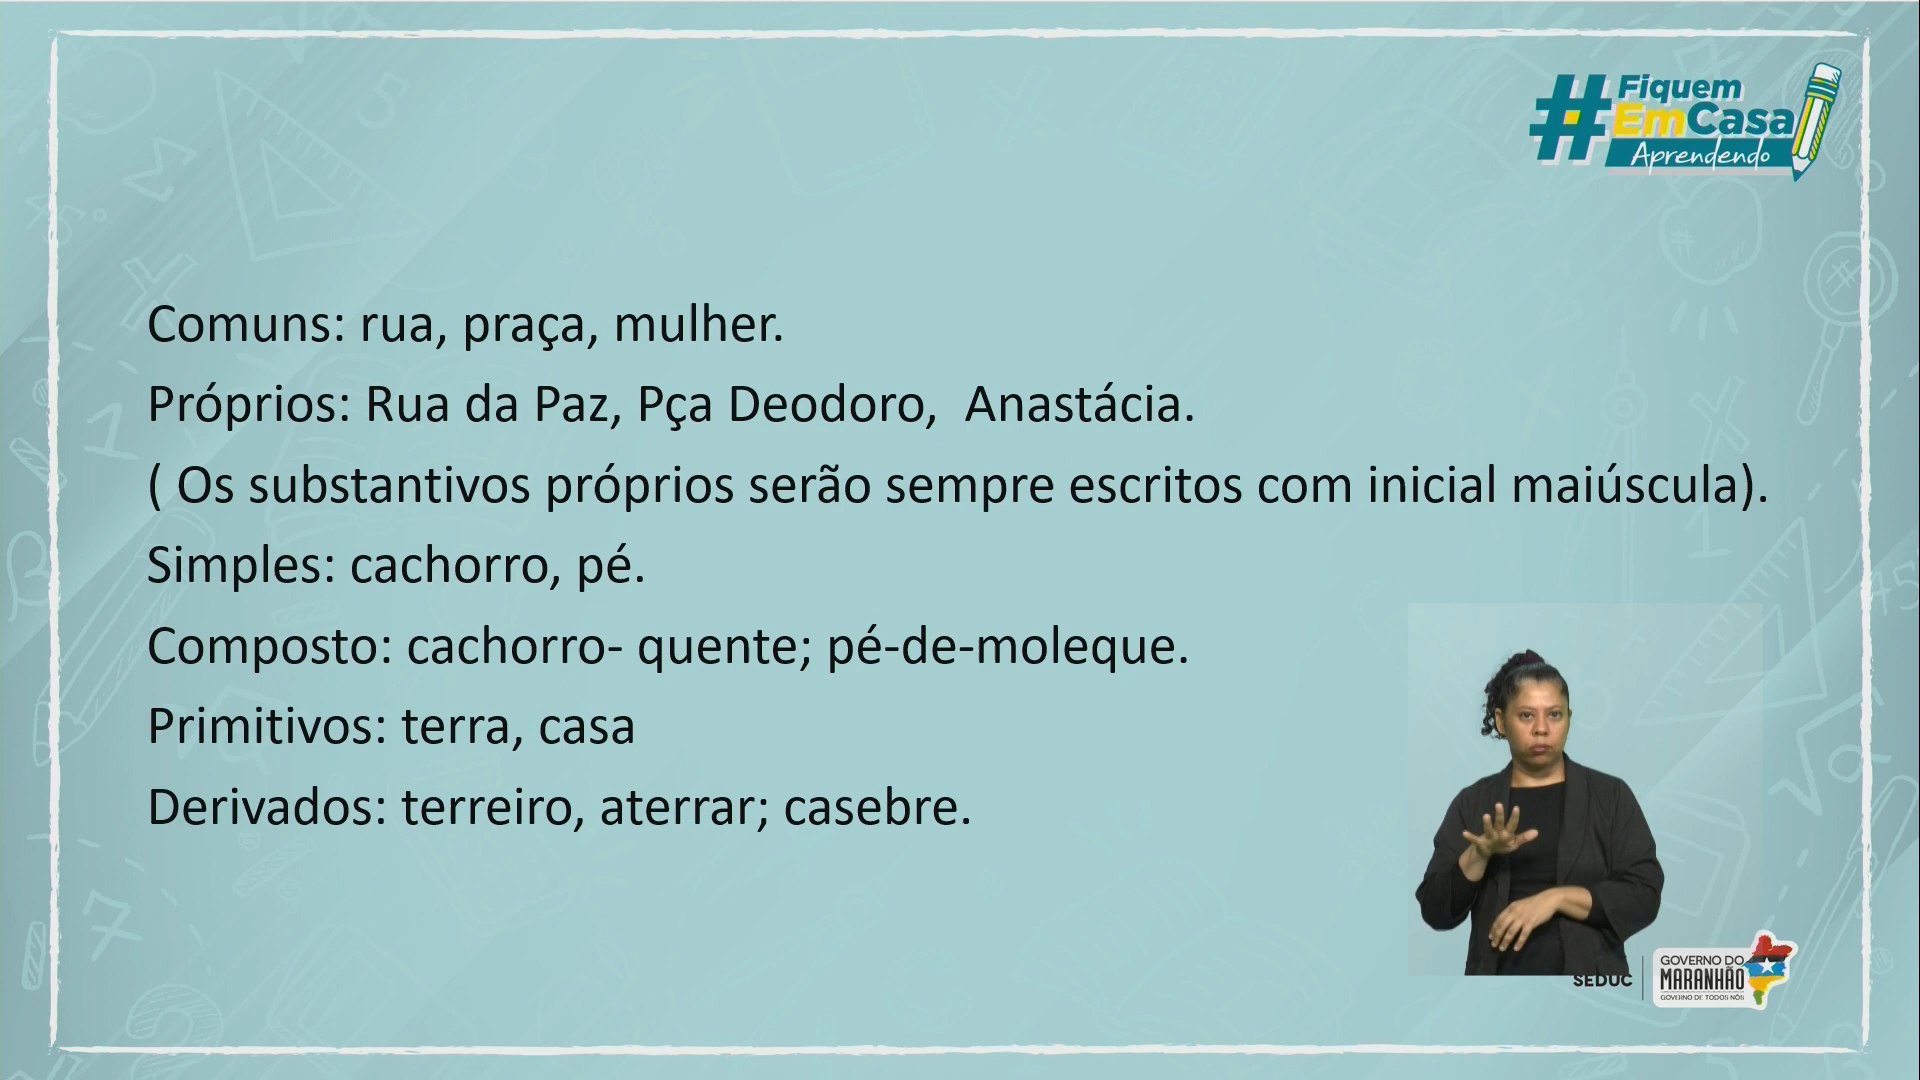 #Fiquem
EmCasa
Aprendendo
Comuns: rua, praça, mulher.
Próprios: Rua da Paz, Pça Deodoro,  Anastácia.
( Os substantivos próprios serão sempre escritos com inicial maiúscula).
Simples: cachorro, pé.
Composto: cachorro- quente; pé-de-moleque.
Primitivos: terra, casa
Derivados: terreiro, aterrar; casebre.
SEDUC
GOVERNO DO
MARANHÃO
GOVERNO DE TODOS NÓS